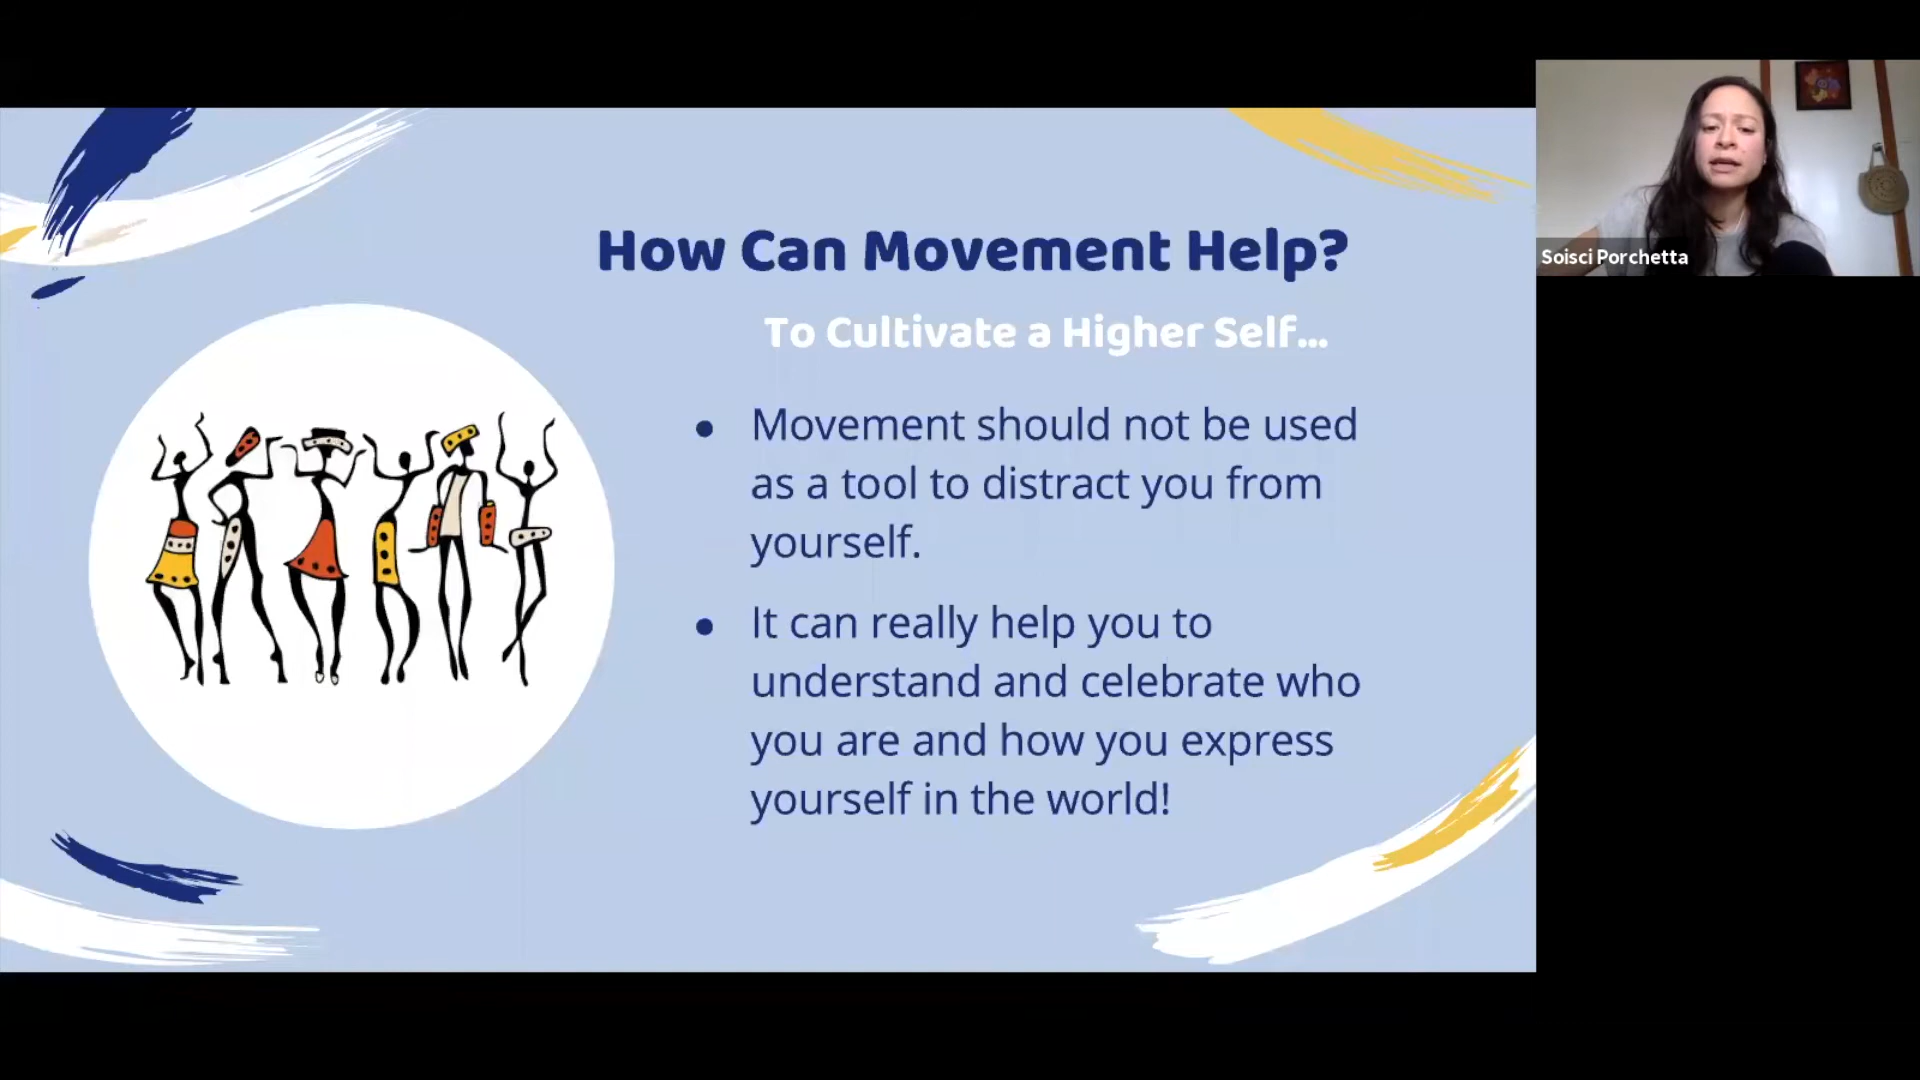 How Can Movement Help?
To Cultivate a Higher Self...
● Movement should not be used
as a tool to distract you from
yourself.
● It can really help you to
understand and celebrate who
you are and how you express
yourself in the world!
Soisci Porchetta